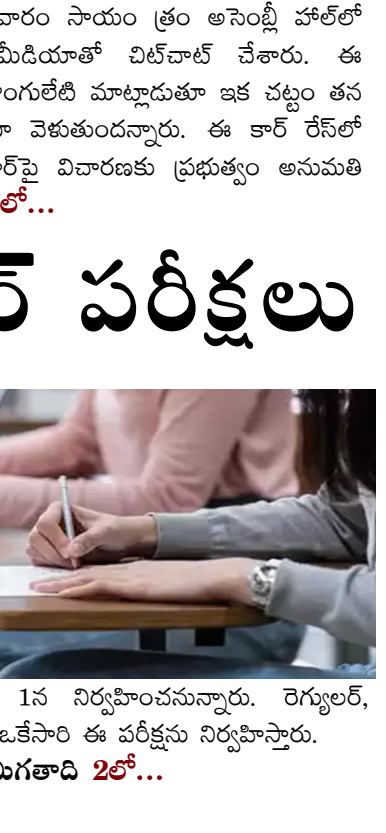 వారం సాయం త్రం అసెంబ్లీ హాల్‌లో
మీడియాతో చిట్‌చాట్ చేశారు. ఈ
మాట్లాడుతూ ఇక చట్టం తన
వెళుతుందన్నారు. ఈ కార్ రేస్‌లో
విచారణకు ప్రభుత్వం అనుమతి
లో...
పరీక్షలు
1న నిర్వహించనున్నారు. రెగ్యులర్,
ఒకేసారి ఈ పరీక్షను నిర్వహిస్తారు.
మిగతాది 2లో...